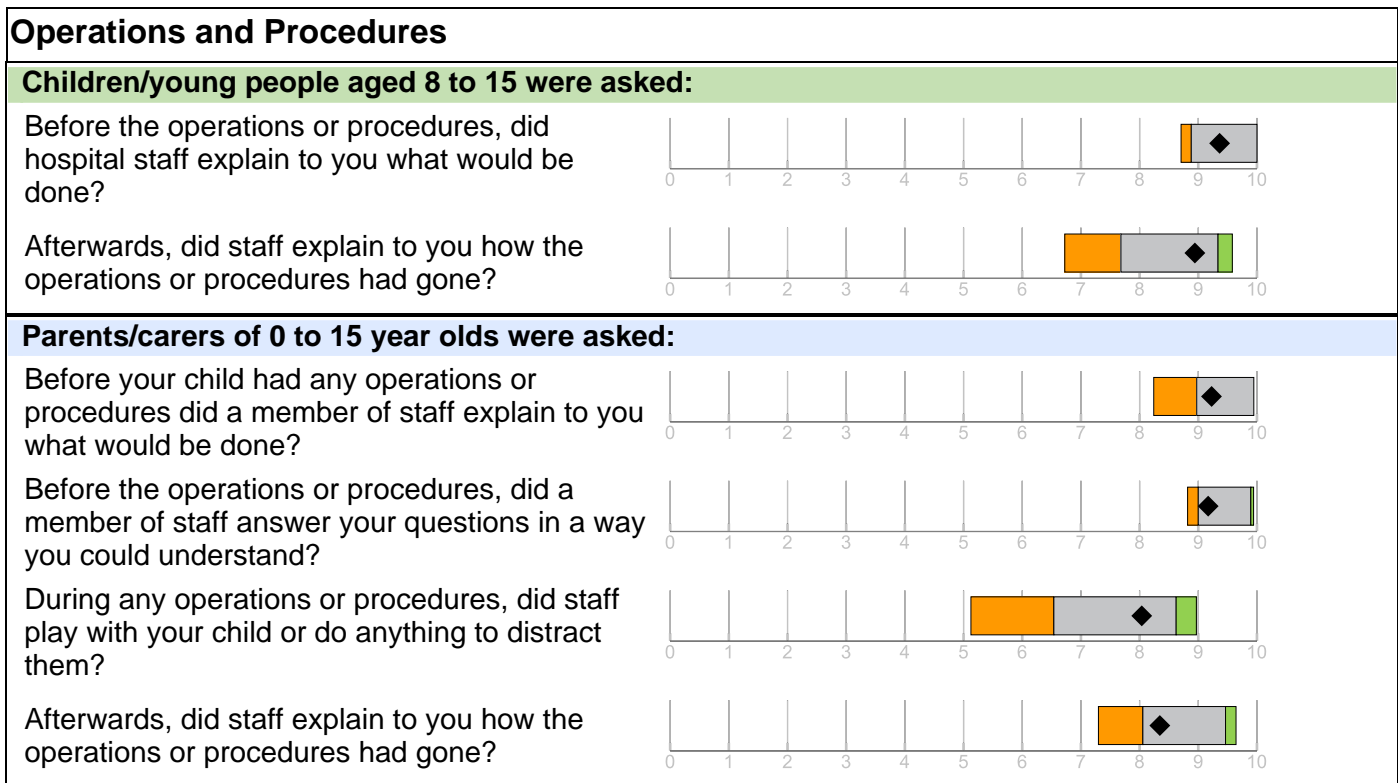 Operations and Procedures
Children/young people aged 8 to 15 were asked:
Before the operations or procedures, did
hospital staff explain to you what would be
done?
0 1 2 3 4 5 6 7 8 9 10
Afterwards, did staff explain to you how the
operations or procedures had gone?
0 1 2 3 4 5 6 7 8 9 10
Parents/carers of 0 to 15 year olds were asked:
Before your child had any operations or
procedures did a member of staff explain to you
what would be done?
0 1 2 3 4 5 6 7 8 9 10
Before the operations or procedures, did a
member of staff answer your questions in a way
you could understand?
0 1 2 3 4 5 6 7 8 9 10
During any operations or procedures, did staff
play with your child or do anything to distract
them?
0 1 2 3 4 5 6 7 8 9 10
Afterwards, did staff explain to you how the
operations or procedures had gone?
0 1 2 3 4 5 6 7 8 9 10